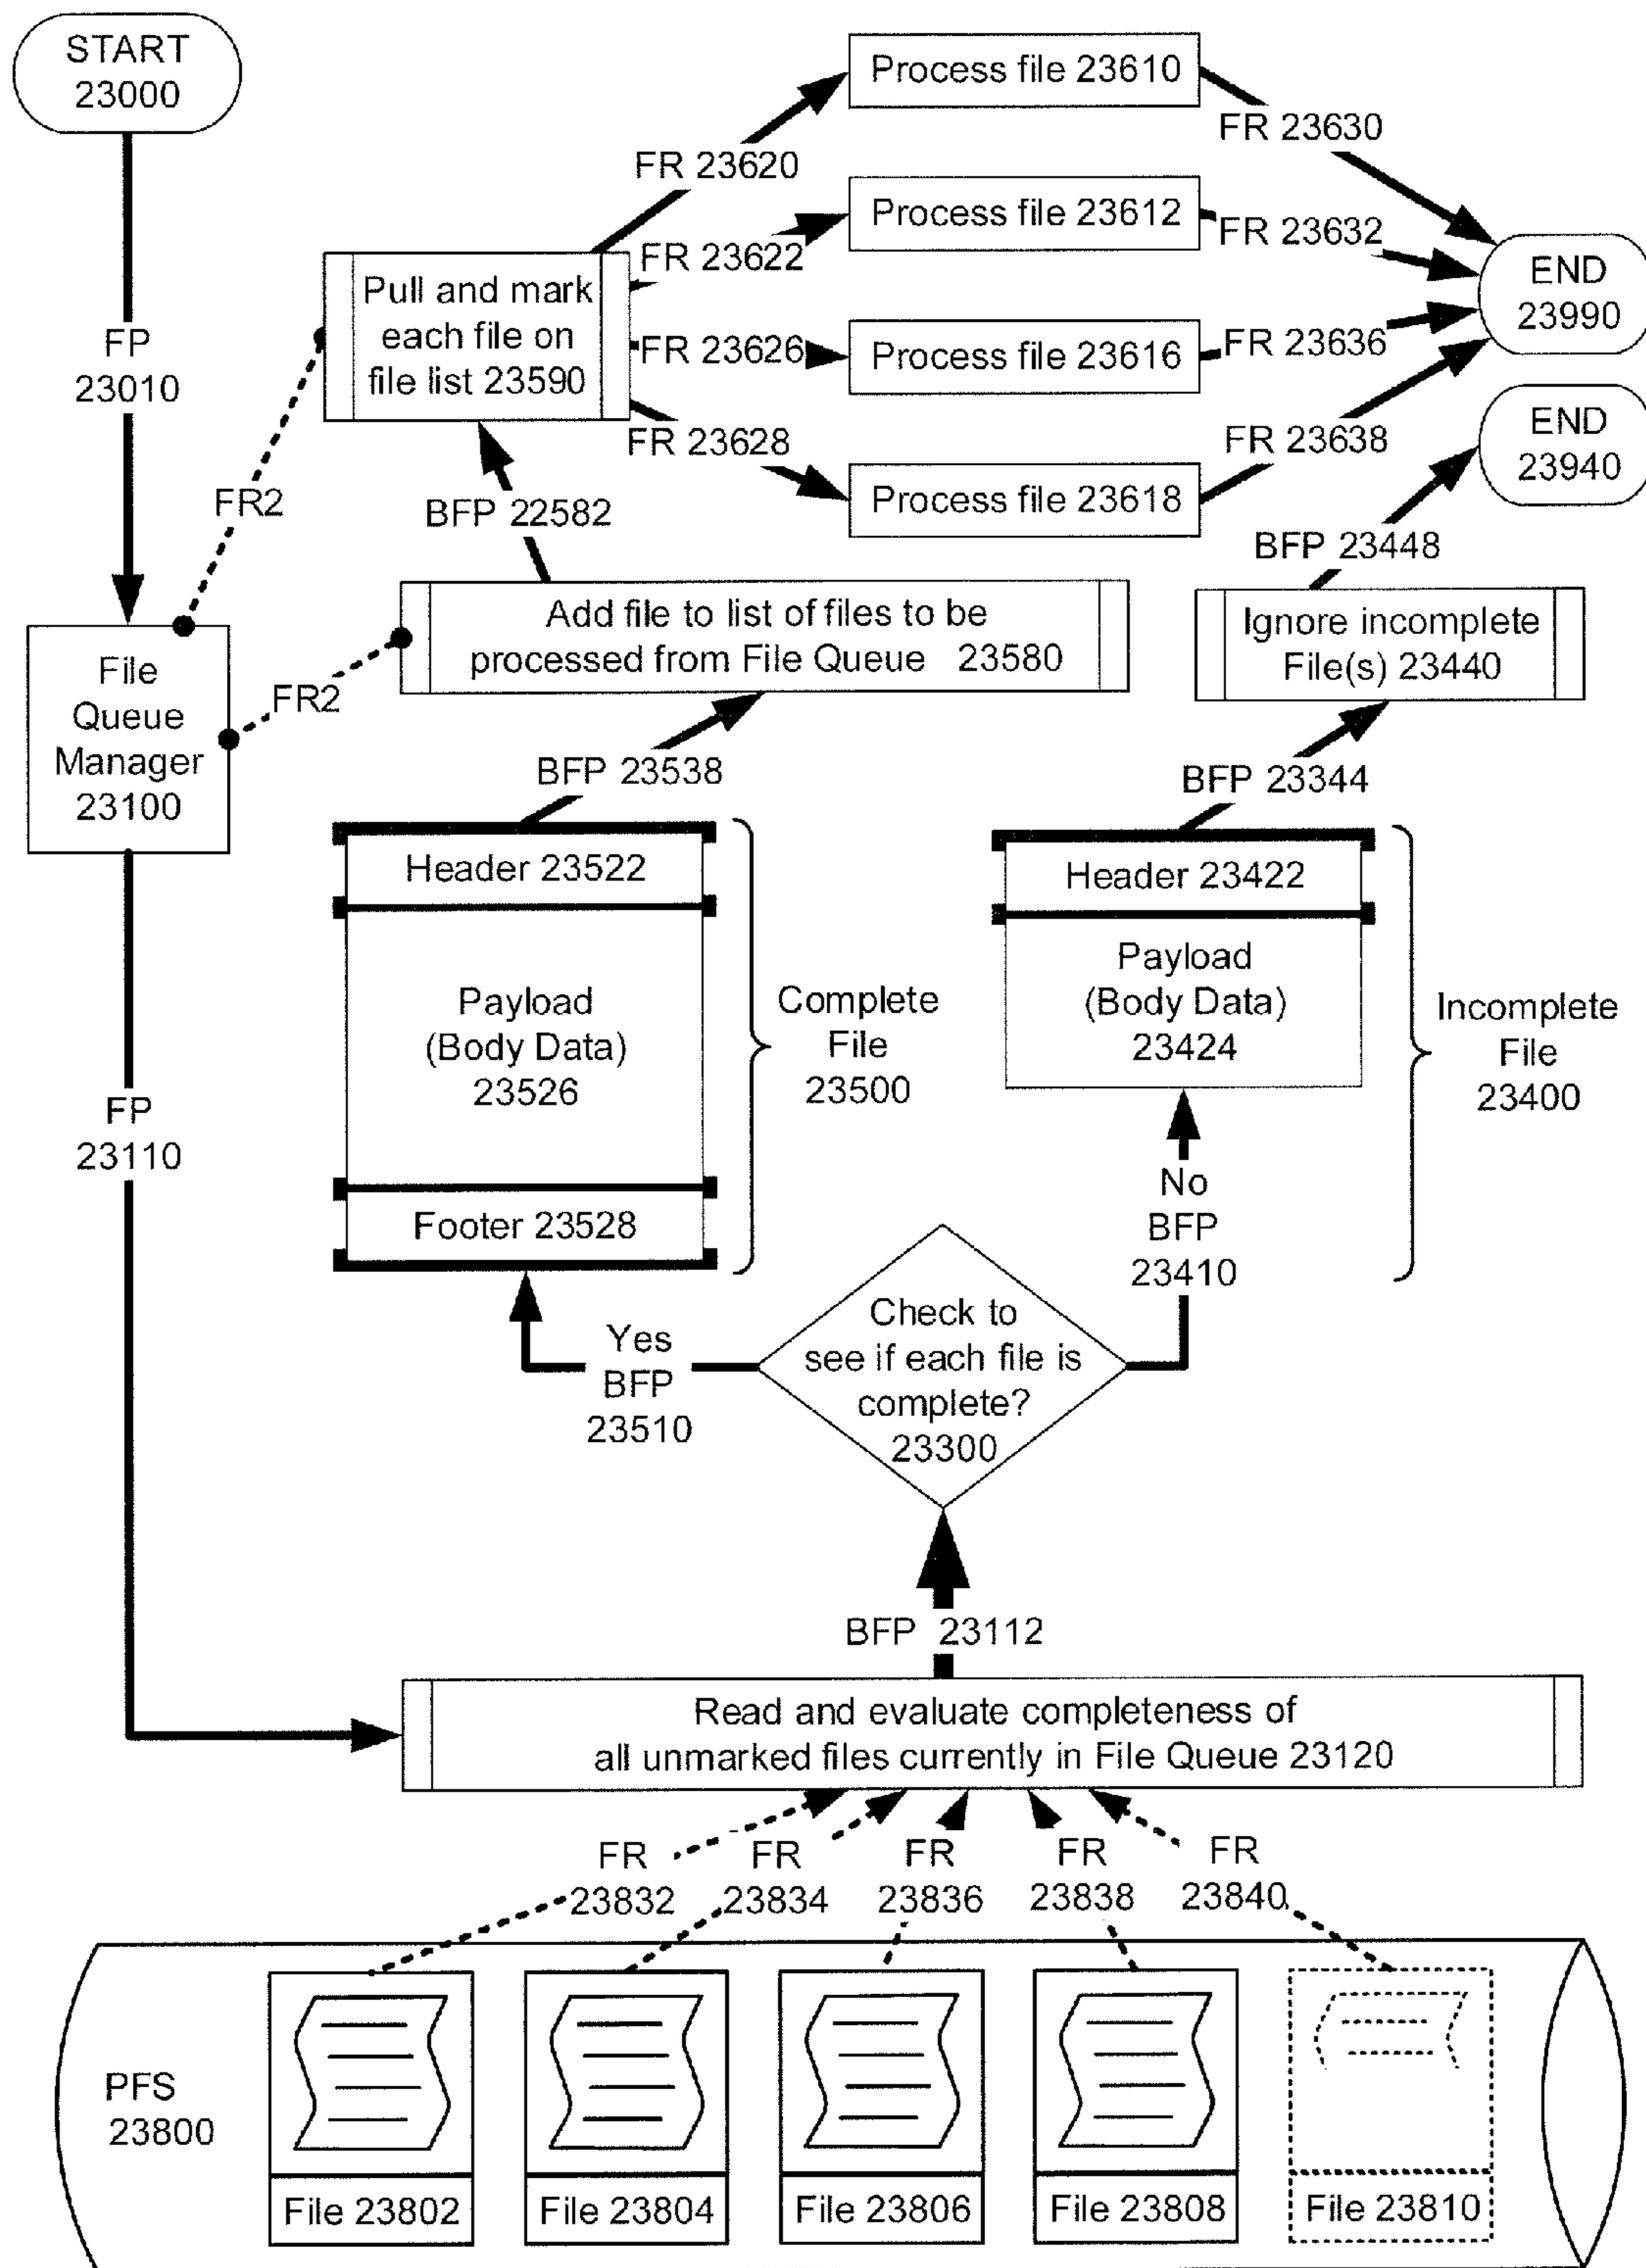 START
23000
FP
23010
File
Queue
Manager
23100
FP
23110
FR2
FR2
Pull and mark
each file on
file list 23590
FR 23620
FR 23622
FR 23626
FR 23628
Process file 23610
Process file 23612
Process file 23616
Process file 23618
FR 23630
FR 23632
FR 23636
FR 23638
END
23990
END
23940
BFP 22582
BFP 23448
Add file to list of files to be
processed from File Queue 23580
Ignore incomplete
File(s) 23440
BFP 23538
BFP 23344
Header 23522
Payload
(Body Data)
23526
Footer 23528
Complete
File
23500
Header 23422
Payload
(Body Data)
23424
Incomplete
File
23400
Yes
BFP
23510
No
BFP
23410
Check to
see if each file is
complete?
23300
BFP 23112
Read and evaluate completeness of
all unmarked files currently in File Queue 23120
FR
23832
FR
23834
FR
23836
FR
23838
FR
23840
PFS
23800
File 23802
File 23804
File 23806
File 23808
File 23810